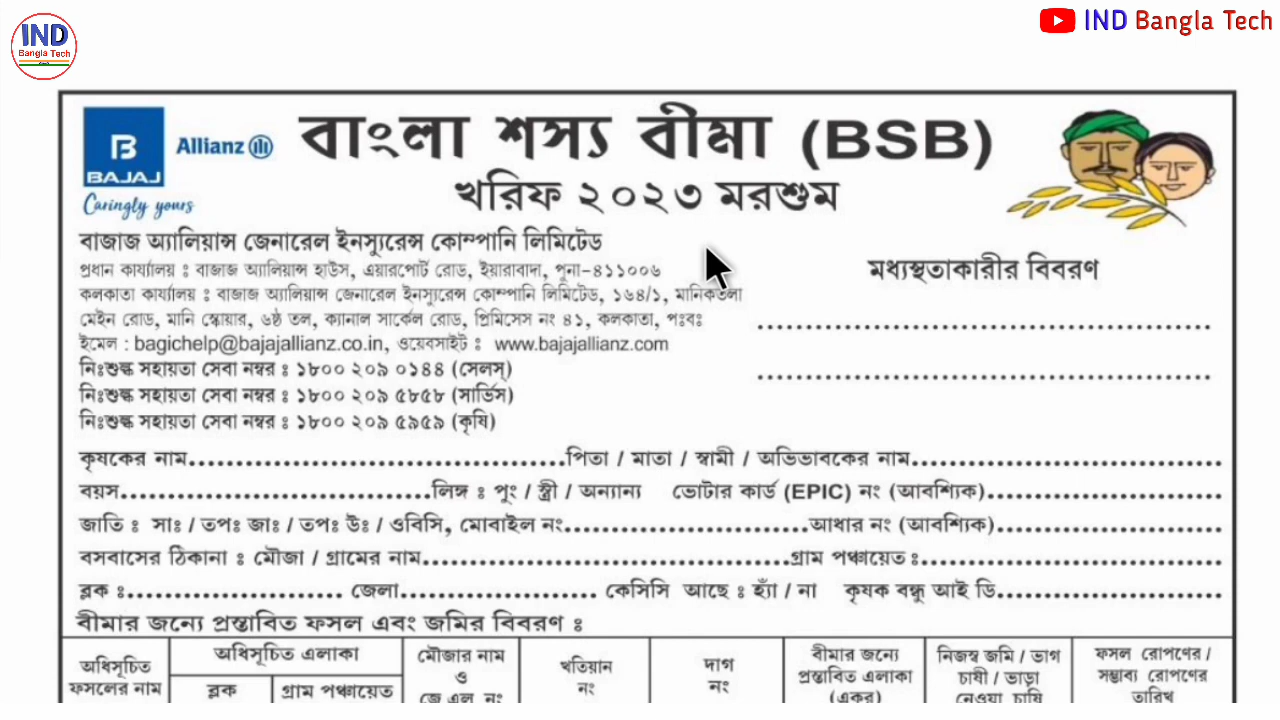 IND
Bangla Tech
IND Bangla Tech
B
BAJAJ
Allianz
Caringly yours
বাংলা শস্য বীমা (BSB)
খরিফ ২০২৩ মরশুম
বাজাজ অ্যালিয়ান্স জেনারেল ইনস্যুরেন্স কোম্পানি লিমিটেড
প্রধান কার্য্যালয় ঃ বাজাজ অ্যালিয়ান্স হাউস, এয়ারপোর্ট রোড, ইয়ারাবাদা, পুনা-৪১১০০৬
কলকাতা কার্য্যালয় ঃ বাজাজ অ্যালিয়ান্স জেনারেল ইনস্যুরেন্স কোম্পানি লিমিটেড, ১৬৪/১, মানিকতলা
মেইন রোড, মানি স্কোয়ার, ৬ষ্ঠ তল, ক্যানাল সার্কেল রোড, প্রিমিসেস নং ৪১, কলকাতা, পঃবঃ
ইমেল : bagichelp@bajajallianz.co.in, ওয়েবসাইট ঃ www.bajajallianz.com
নিঃশুল্ক সহায়তা সেবা নম্বর ঃ ১৮০০ ২০৯ ০১৪৪ (সেলস্)
নিঃশুল্ক সহায়তা সেবা নম্বর ঃ ১৮০০ ২০৯ ৫৮৫৮ (সার্ভিস)
নিঃশুল্ক সহায়তা সেবা নম্বর ঃ ১৮০০ ২০৯ ৫৯৫৯ (কৃষি)
মধ্যস্থতাকারীর বিবরণ
কৃষকের নাম....................................পিতা / মাতা / স্বামী / অভিভাবকের নাম..............................
বয়স..............................লিঙ্গ ঃ পুং / স্ত্রী / অন্যান্য ভোটার কার্ড (EPIC) নং (আবশ্যিক)......................
জাতি ঃ সাঃ / তপঃ জাঃ / তপঃ উঃ / ওবিসি, মোবাইল নং........................আধার নং (আবশ্যিক)......................
বসবাসের ঠিকানা ঃ মৌজা / গ্রামের নাম...................................গ্রাম পঞ্চায়েত ঃ..............................
ব্লক ঃ..................... জেলা.................... কেসিসি আছে ঃ হ্যাঁ / না কৃষক বন্ধু আই ডি......................
বীমার জন্যে প্রস্তাবিত ফসল এবং জমির বিবরণ ঃ
অধিসূচিত
ফসলের নাম
অধিসূচিত এলাকা
ব্লক
গ্রাম পঞ্চায়েত
মৌজার নাম
ও
জে এল নং
খতিয়ান
নং
দাগ
নং
বীমার জন্যে
প্রস্তাবিত এলাকা
(একর)
নিজস্ব জমি / ভাগ
চাষী / ভাড়া
নেওয়া চাষি
ফসল রোপণের /
সম্ভাব্য রোপণের
তারিখ